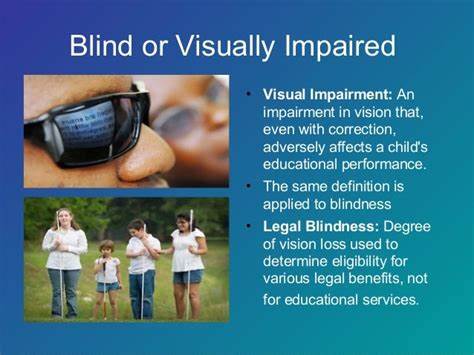 Blind or Visually Impaired
• Visual Impairment: An
impairment in vision that,
even with correction,
adversely affects a child's
educational performance.
• The same definition is
applied to blindness
• Legal Blindness: Degree
of vision loss used to
determine eligibility for
various legal benefits, not
for educational services.